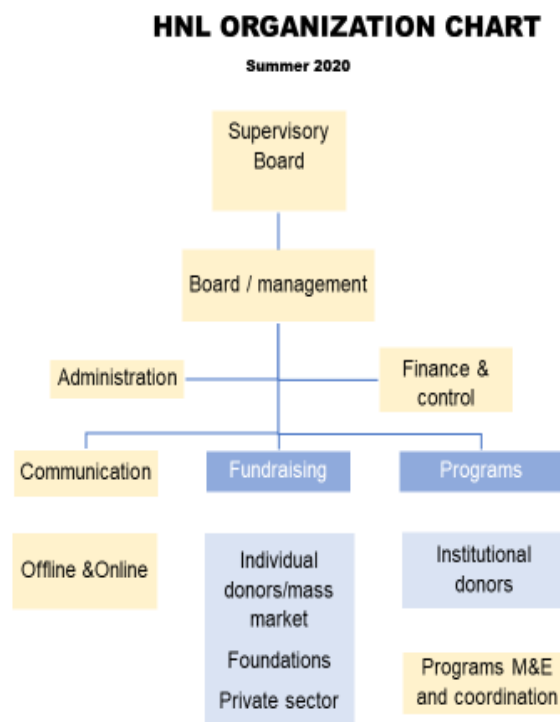 HNL ORGANIZATION CHART
Summer 2020
Supervisory
Board
Board / management
Administration
Finance &
control
Communication
Fundraising
Programs
Offline &Online
Individual
donors/mass
market
Foundations
Private sector
Institutional
donors
Programs M&E
and coordination